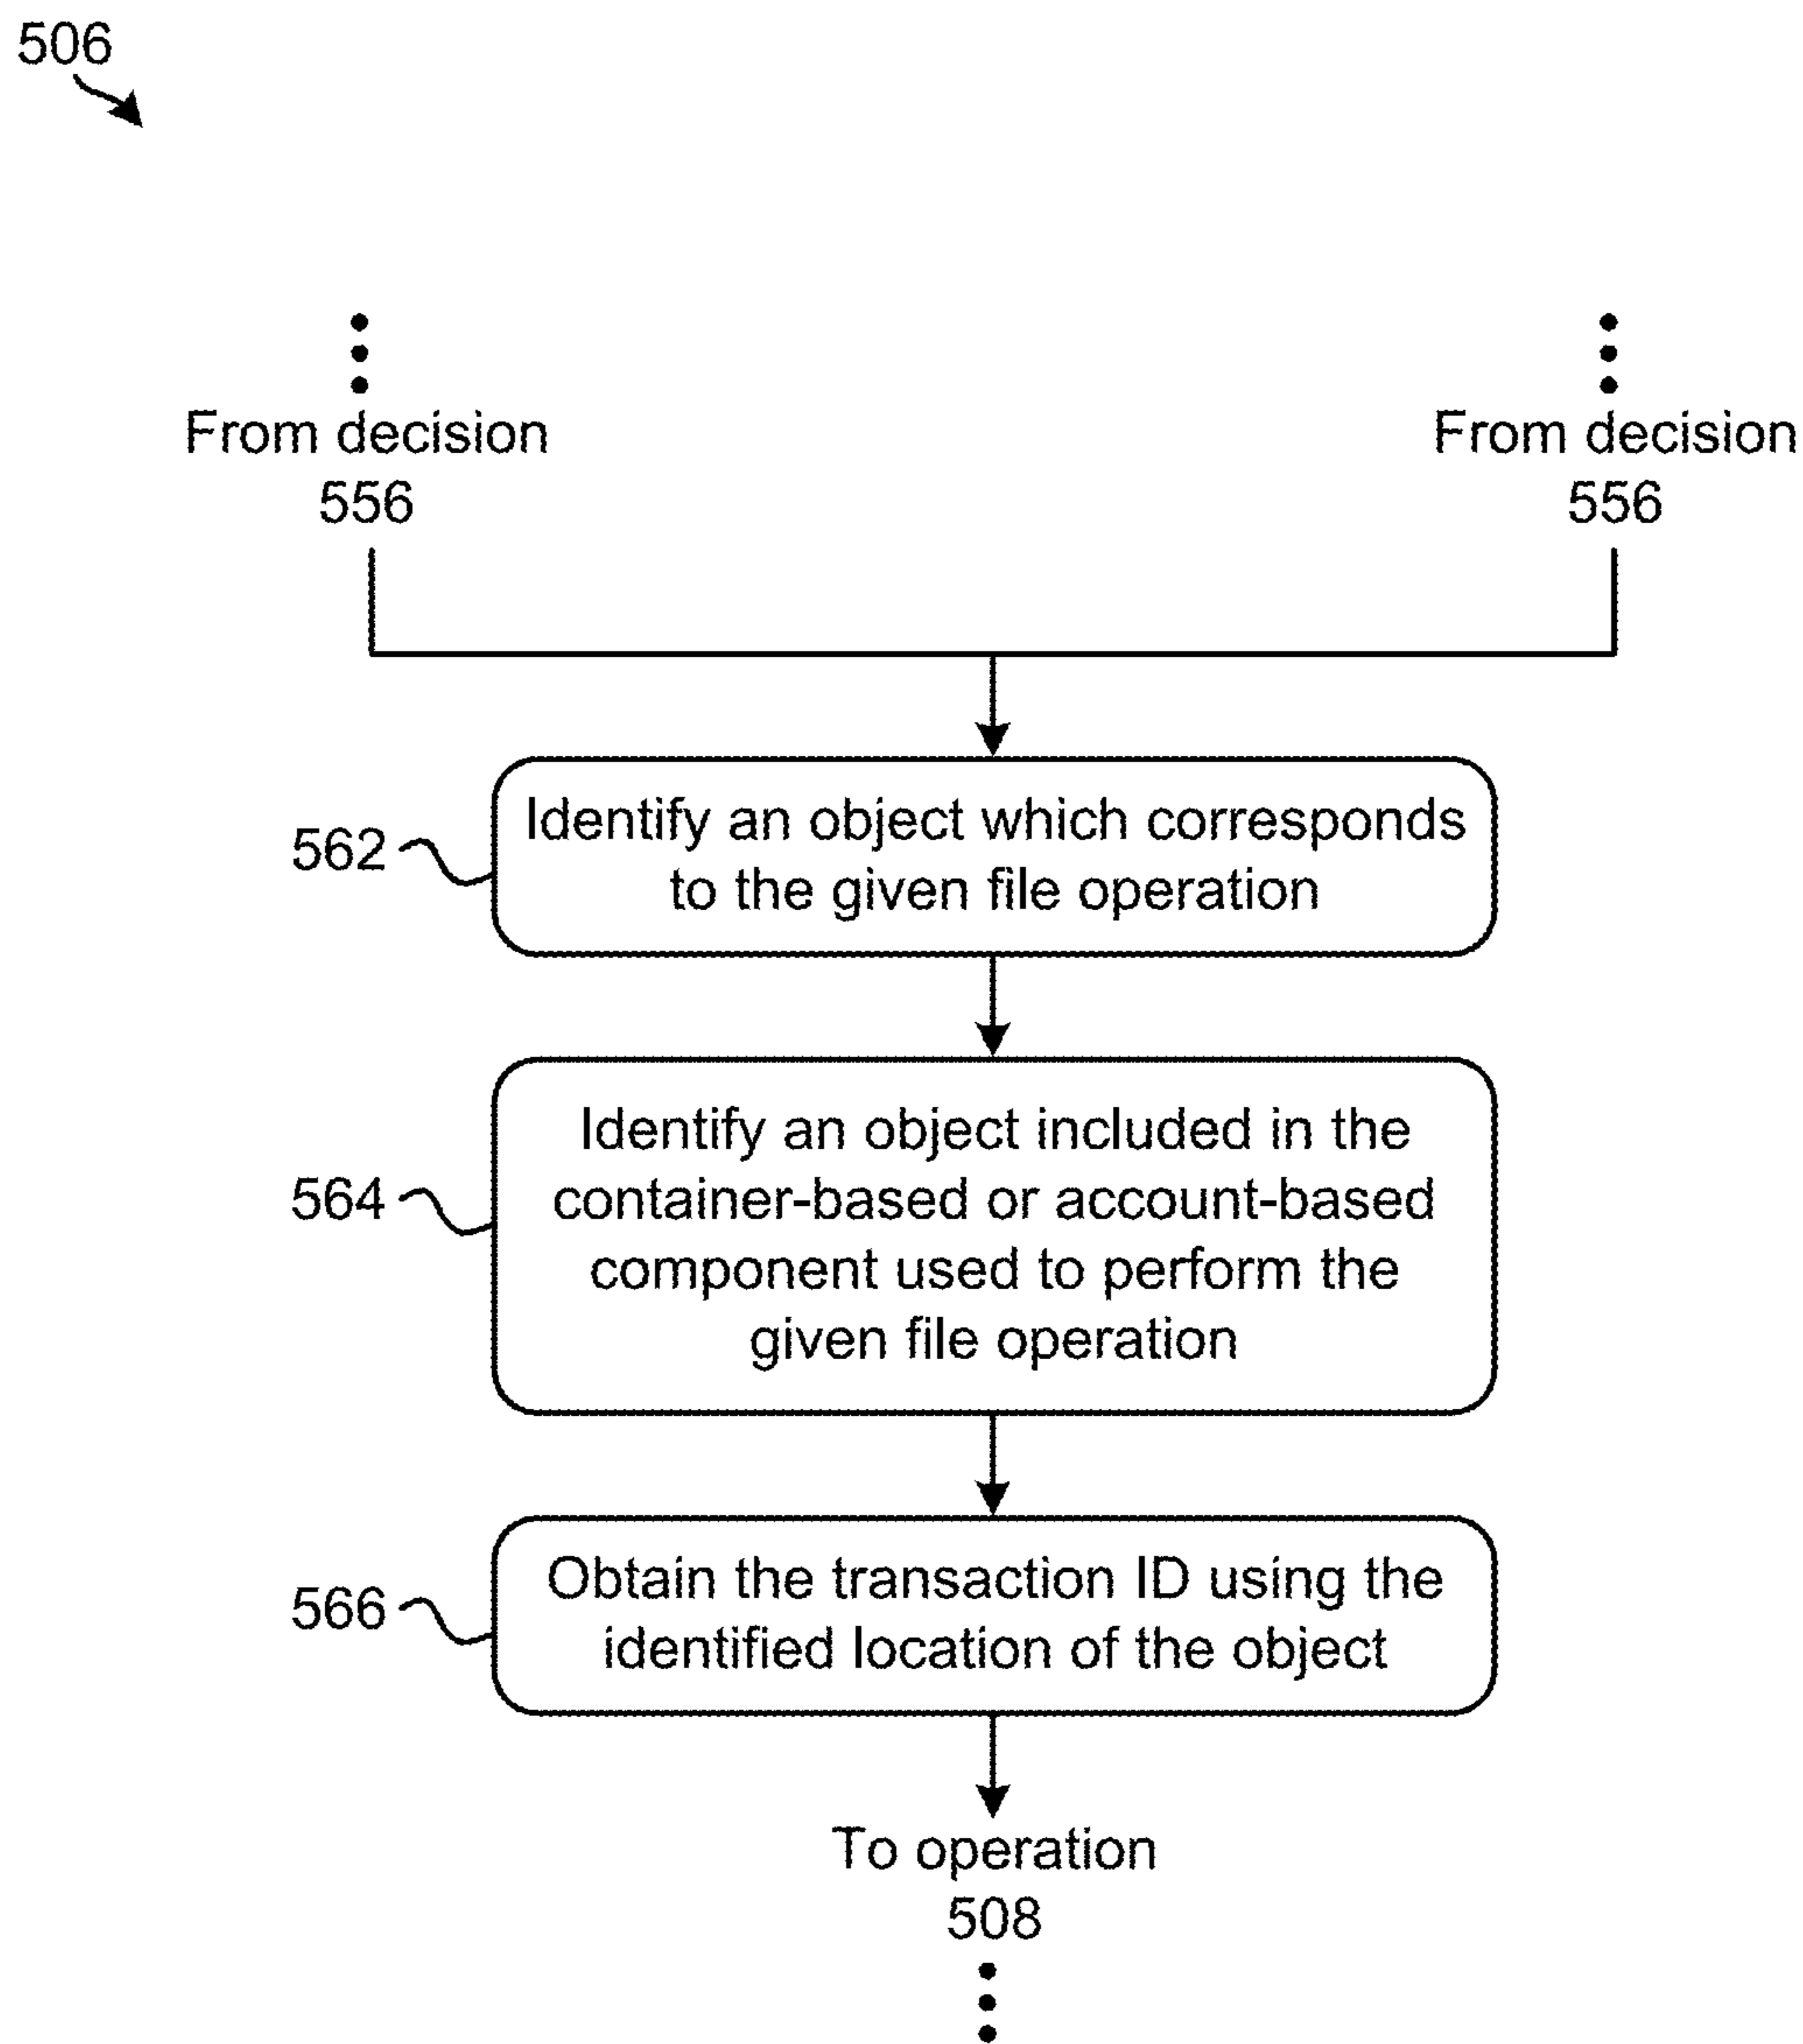 506
From decision
556
From decision
556
562
Identify an object which corresponds
to the given file operation
564
Identify an object included in the
container-based or account-based
component used to perform the
given file operation
566
Obtain the transaction ID using the
identified location of the object
To operation
508